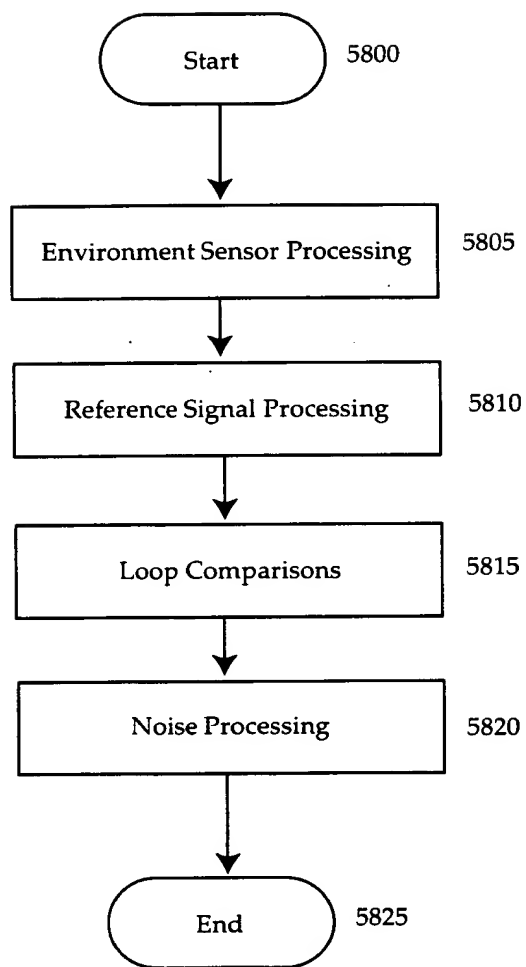 Start 5800
Environment Sensor Processing 5805
Reference Signal Processing 5810
Loop Comparisons 5815
Noise Processing 5820
End 5825